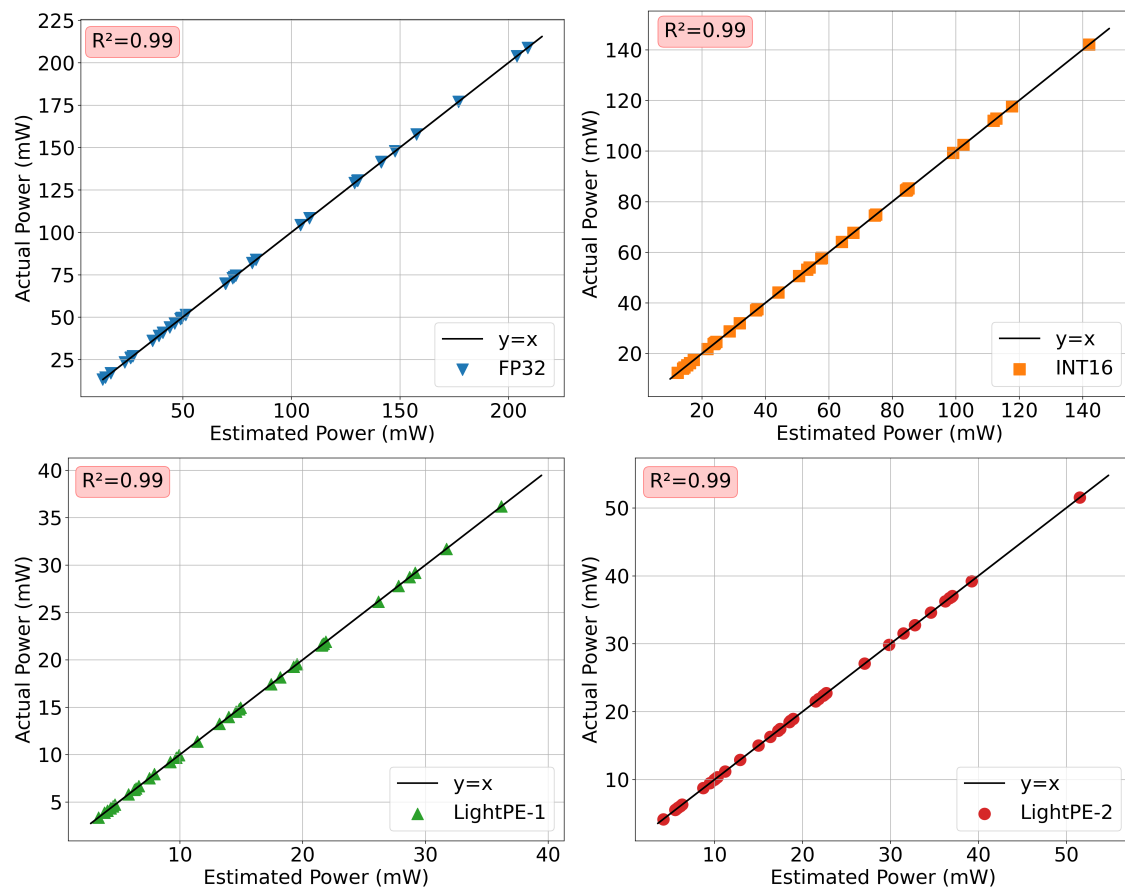 R²=0.99
225
200
175
150
125
100
75
50
25
Actual Power (mW)
y=x
FP32
50
100
150
200
Estimated Power (mW)
R²=0.99
140
120
100
80
60
40
20
Actual Power (mW)
y=x
INT16
20
40
60
80
100
120
140
Estimated Power (mW)
R²=0.99
40
35
30
25
20
15
10
5
Actual Power (mW)
y=x
LightPE-1
10
20
30
40
Estimated Power (mW)
R²=0.99
50
40
30
20
10
Actual Power (mW)
y=x
LightPE-2
10
20
30
40
50
Estimated Power (mW)